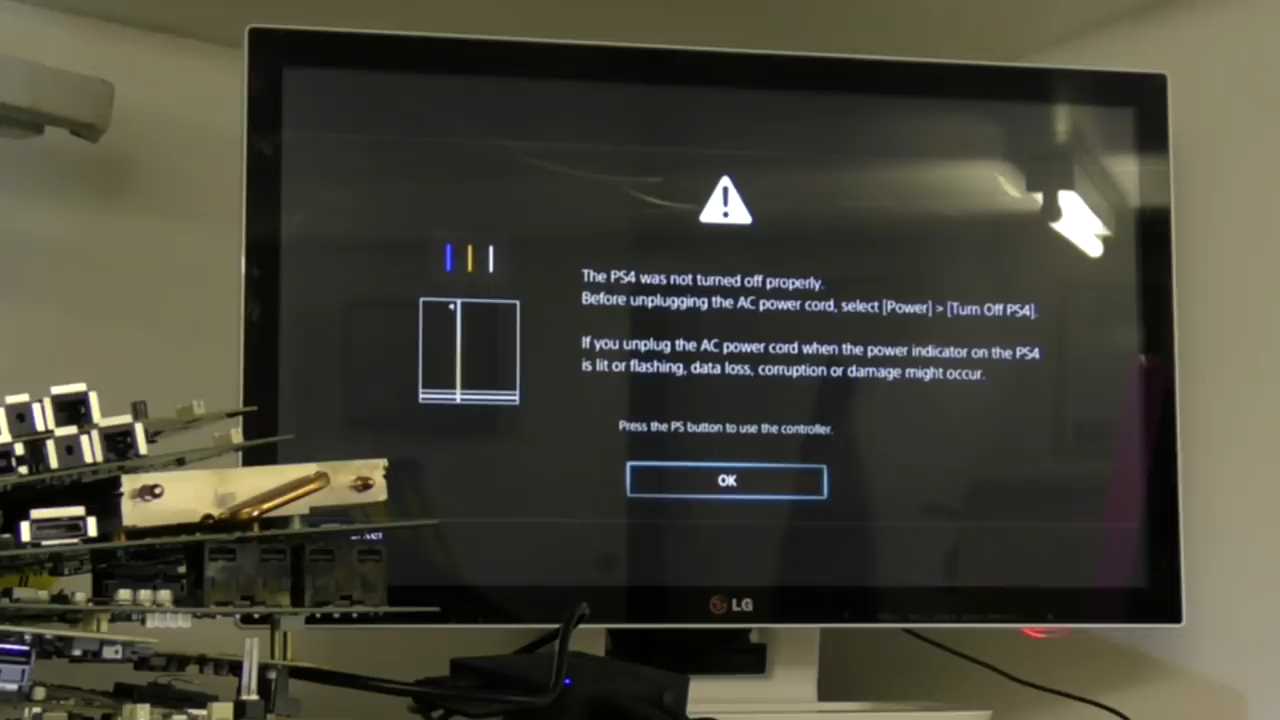 The PS4 was not turned off properly.
Before unplugging the AC power cord, select [Power] > [Turn Off PS4].
If you unplug the AC power cord when the power indicator on the PS4
is lit or flashing, data loss, corruption or damage might occur.
Press the PS button to use the controller.
OK
LG